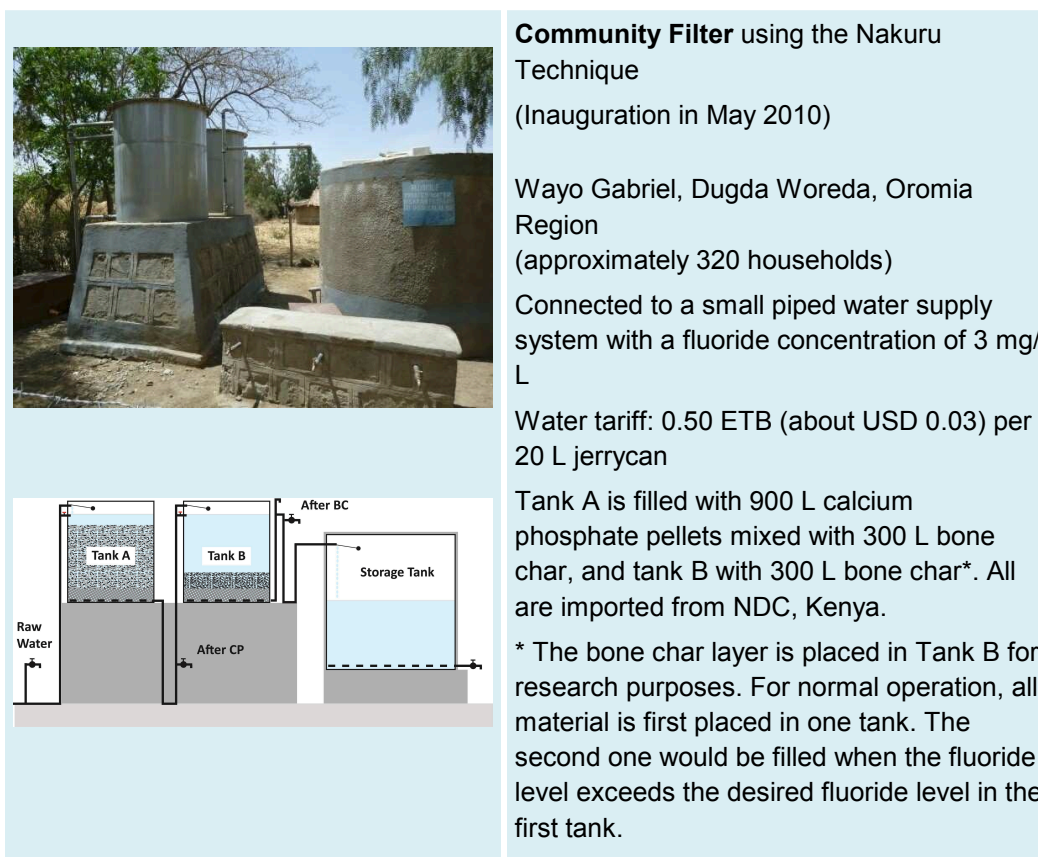 Community Filter using the Nakuru
Technique
(Inauguration in May 2010)
Wayo Gabriel, Dugda Woreda, Oromia
Region
(approximately 320 households)
Connected to a small piped water supply
system with a fluoride concentration of 3 mg/
L
Water tariff: 0.50 ETB (about USD 0.03) per
20 L jerrycan
Tank A is filled with 900 L calcium
phosphate pellets mixed with 300 L bone
char, and tank B with 300 L bone char*. All
are imported from NDC, Kenya.
* The bone char layer is placed in Tank B for
research purposes. For normal operation, all
material is first placed in one tank. The
second one would be filled when the fluoride
level exceeds the desired fluoride level in the
first tank.
After BC
Tank A
Tank B
Storage Tank
Raw
Water
After CP